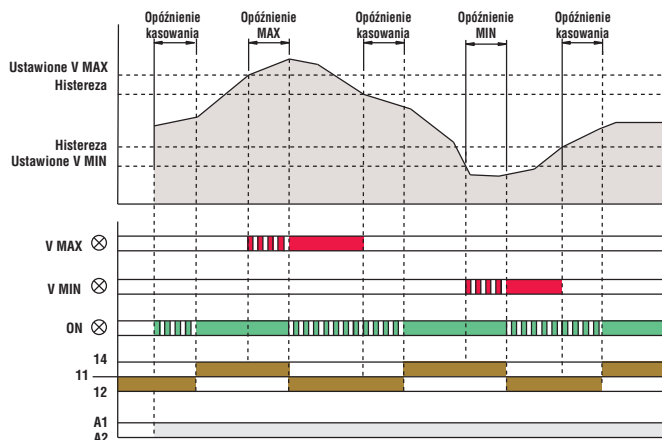 Opóźnienie
kasowania
Opóźnienie
MAX
Opóźnienie
kasowania
Opóźnienie
MIN
Opóźnienie
kasowania
Ustawione V MAX
Histereza
Histereza
Ustawione V MIN
V MAX
V MIN
ON
14
11
12
A1
A2